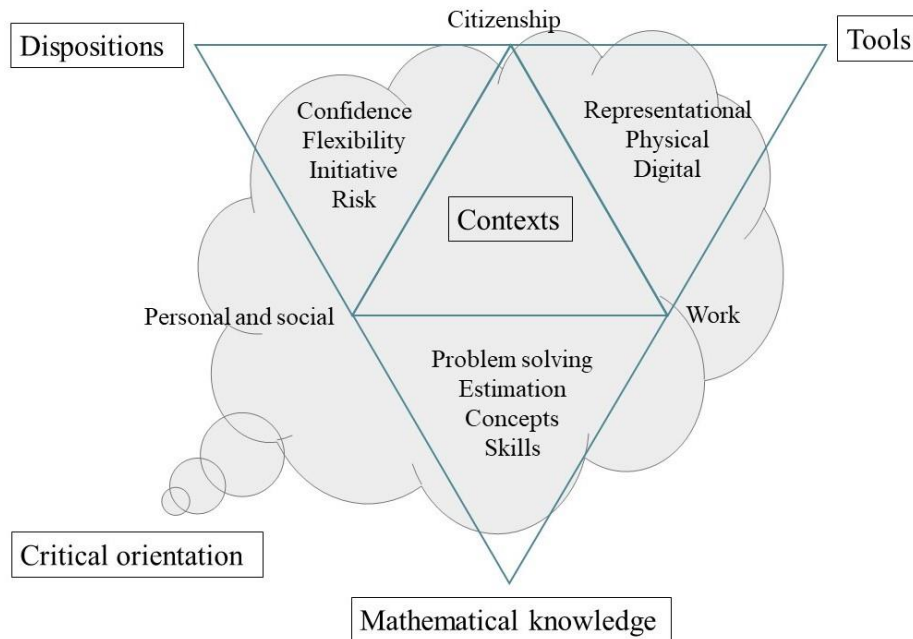 Citizenship
Dispositions
Tools
Confidence
Flexibility
Initiative
Risk
Representational
Physical
Digital
Contexts
Personal and social
Work
Problem solving
Estimation
Concepts
Skills
Critical orientation
Mathematical knowledge